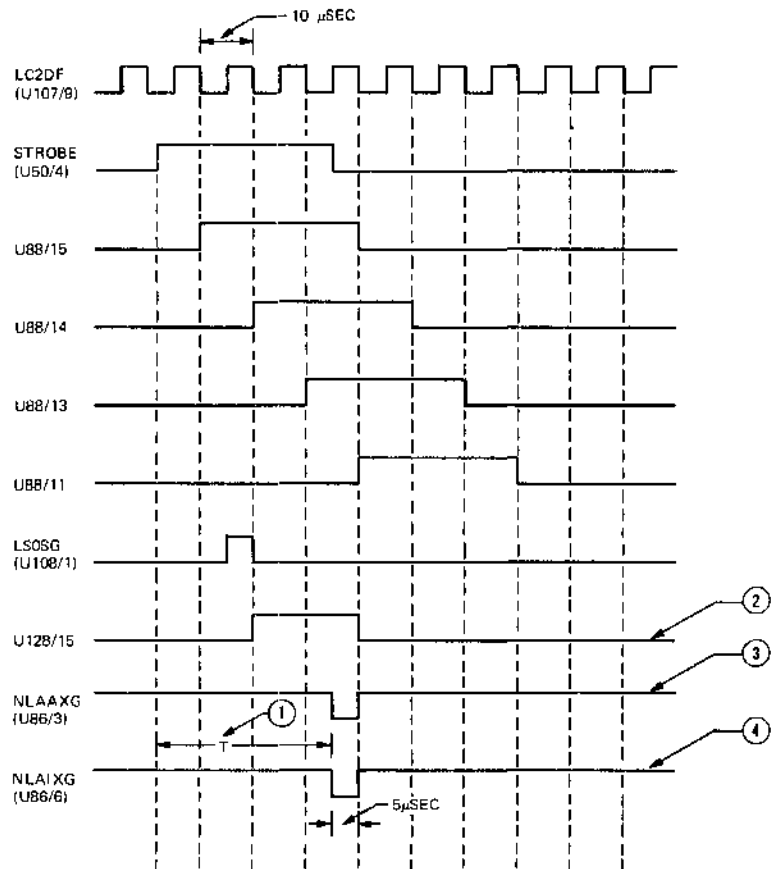 10 μSEC
LC2DF
(U107/9)
STROBE
(U50/4)
U88/15
U88/14
U88/13
U88/11
LS0SG
(U108/1)
U128/15
2
3
NLAAXG
(U86/3)
1
T
4
NLAIXG
(U86/6)
5μSEC